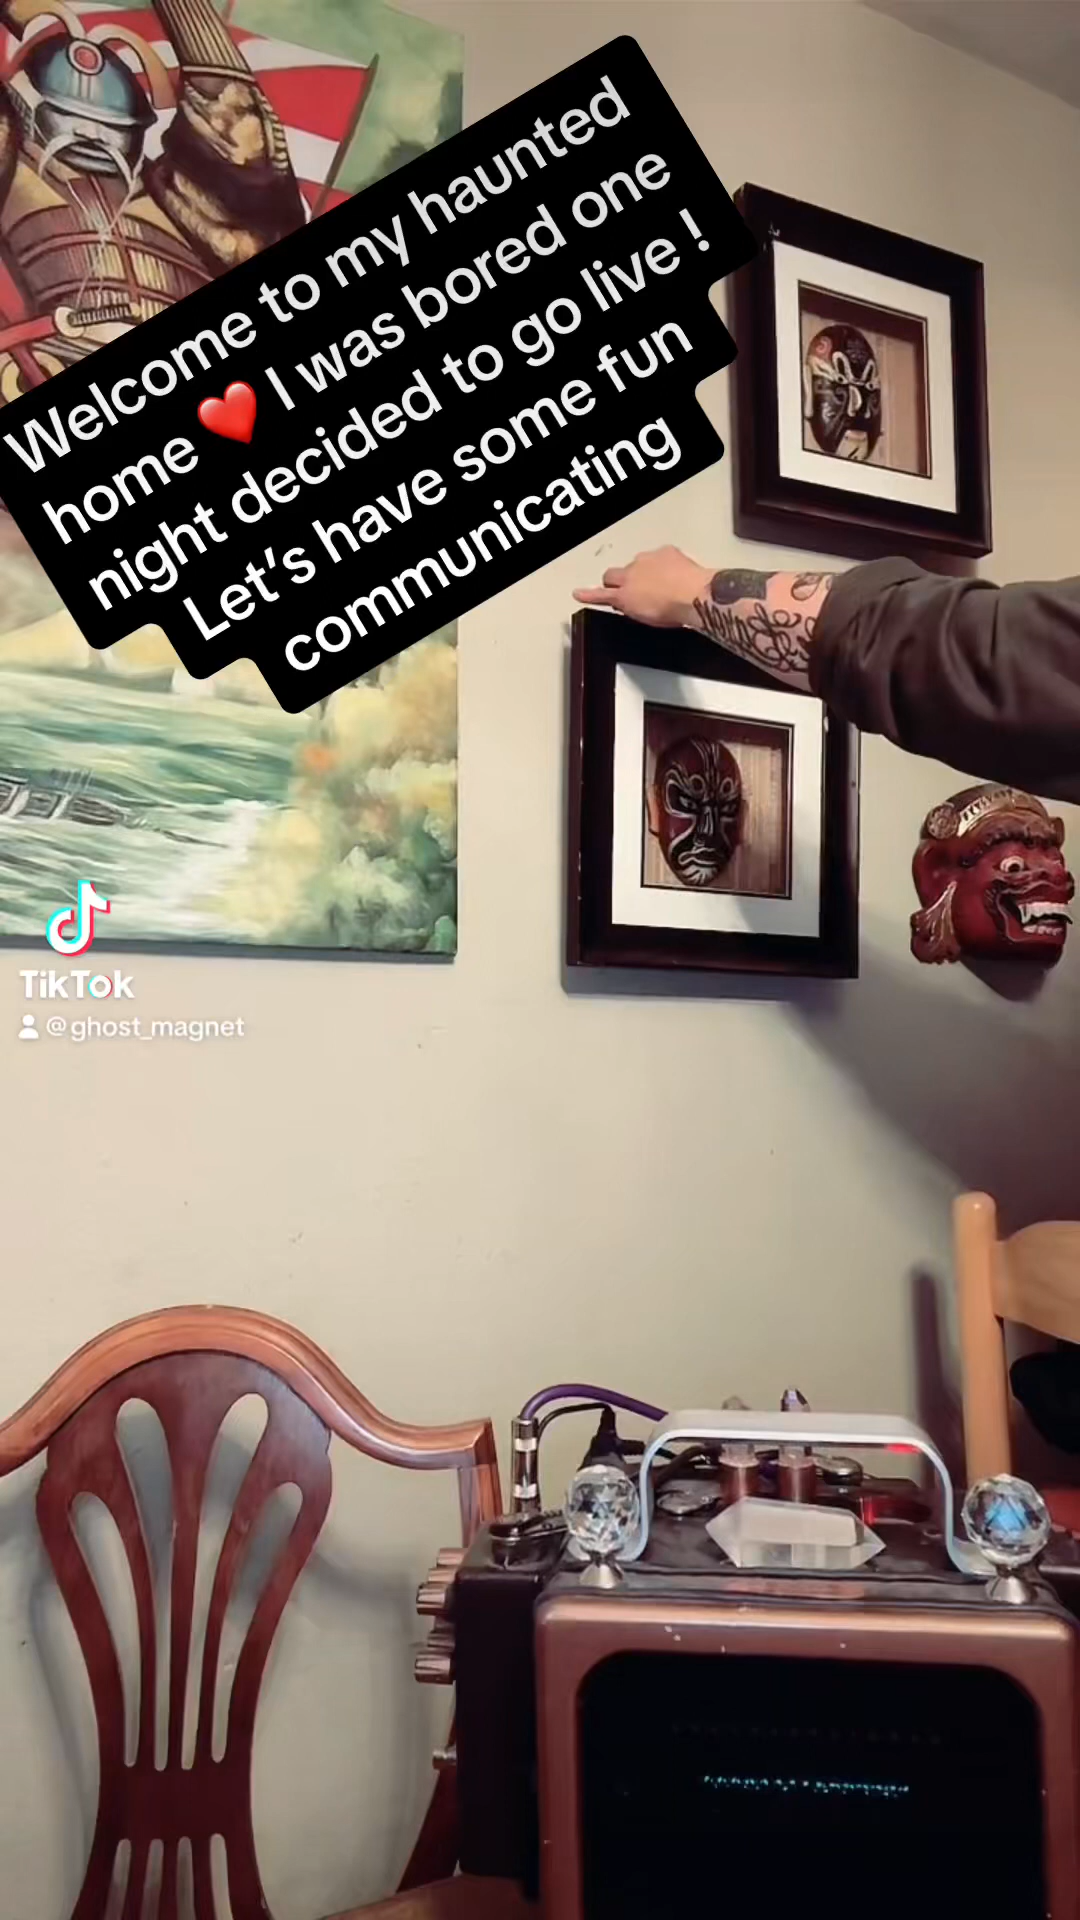 Welcome to my haunted
home ❤️ I was bored one
night decided to go live !
Let's have some fun
communicating
TikTok
@ghost_magnet